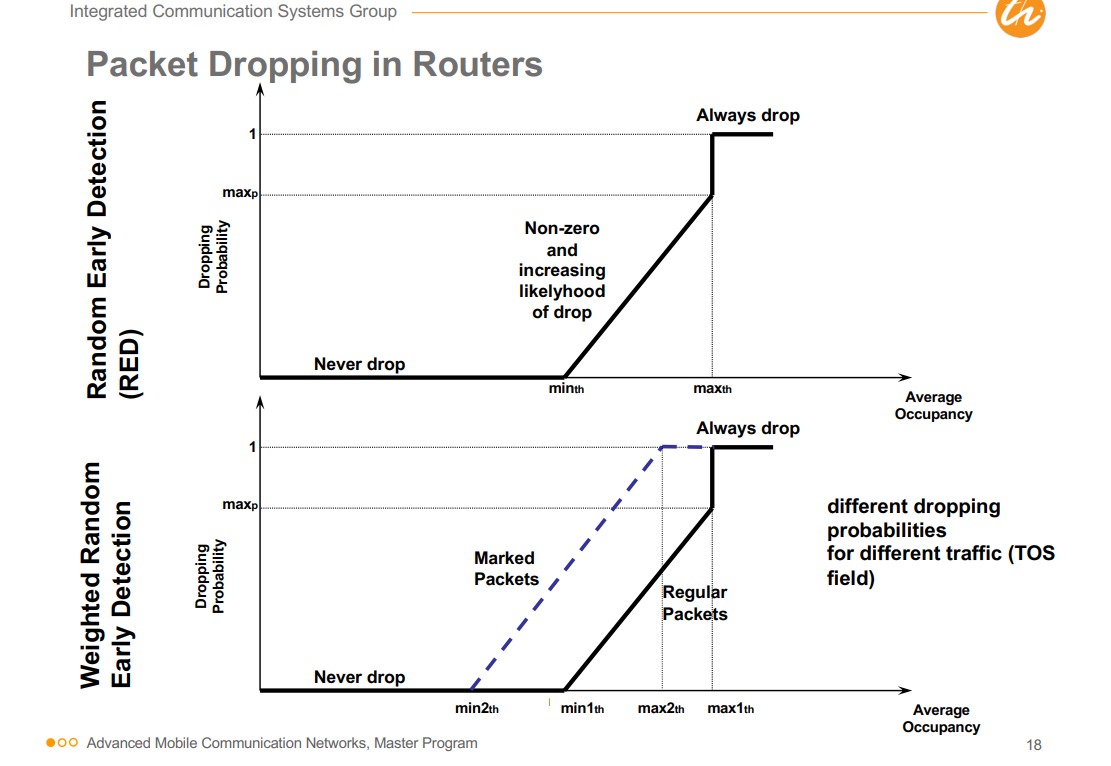 Integrated Communication Systems Group
th
Packet Dropping in Routers
Random Early Detection
(RED)
Dropping
Probability
1
maxp
Always drop
Non-zero
and
increasing
likelyhood
of drop
Never drop
minth
maxth
Average
Occupancy
Weighted Random
Early Detection
Dropping
Probability
1
maxp
Always drop
Marked
Packets
Regular
Packets
Never drop
min2th
min1th
max2th
max1th
Average
Occupancy
different dropping
probabilities
for different traffic (TOS
field)
Advanced Mobile Communication Networks, Master Program
18